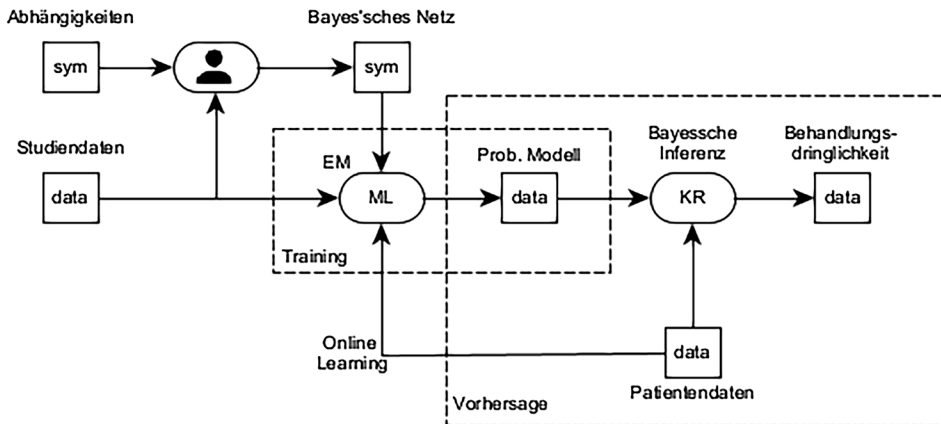 Abhängigkeiten
Bayes'sches Netz
sym
sym
Studiendaten
EM
Prob. Modell
Bayessche
Inferenz
Behandlungs-
dringlichkeit
data
ML
data
KR
data
Training
Online
Learning
data
Patientendaten
Vorhersage